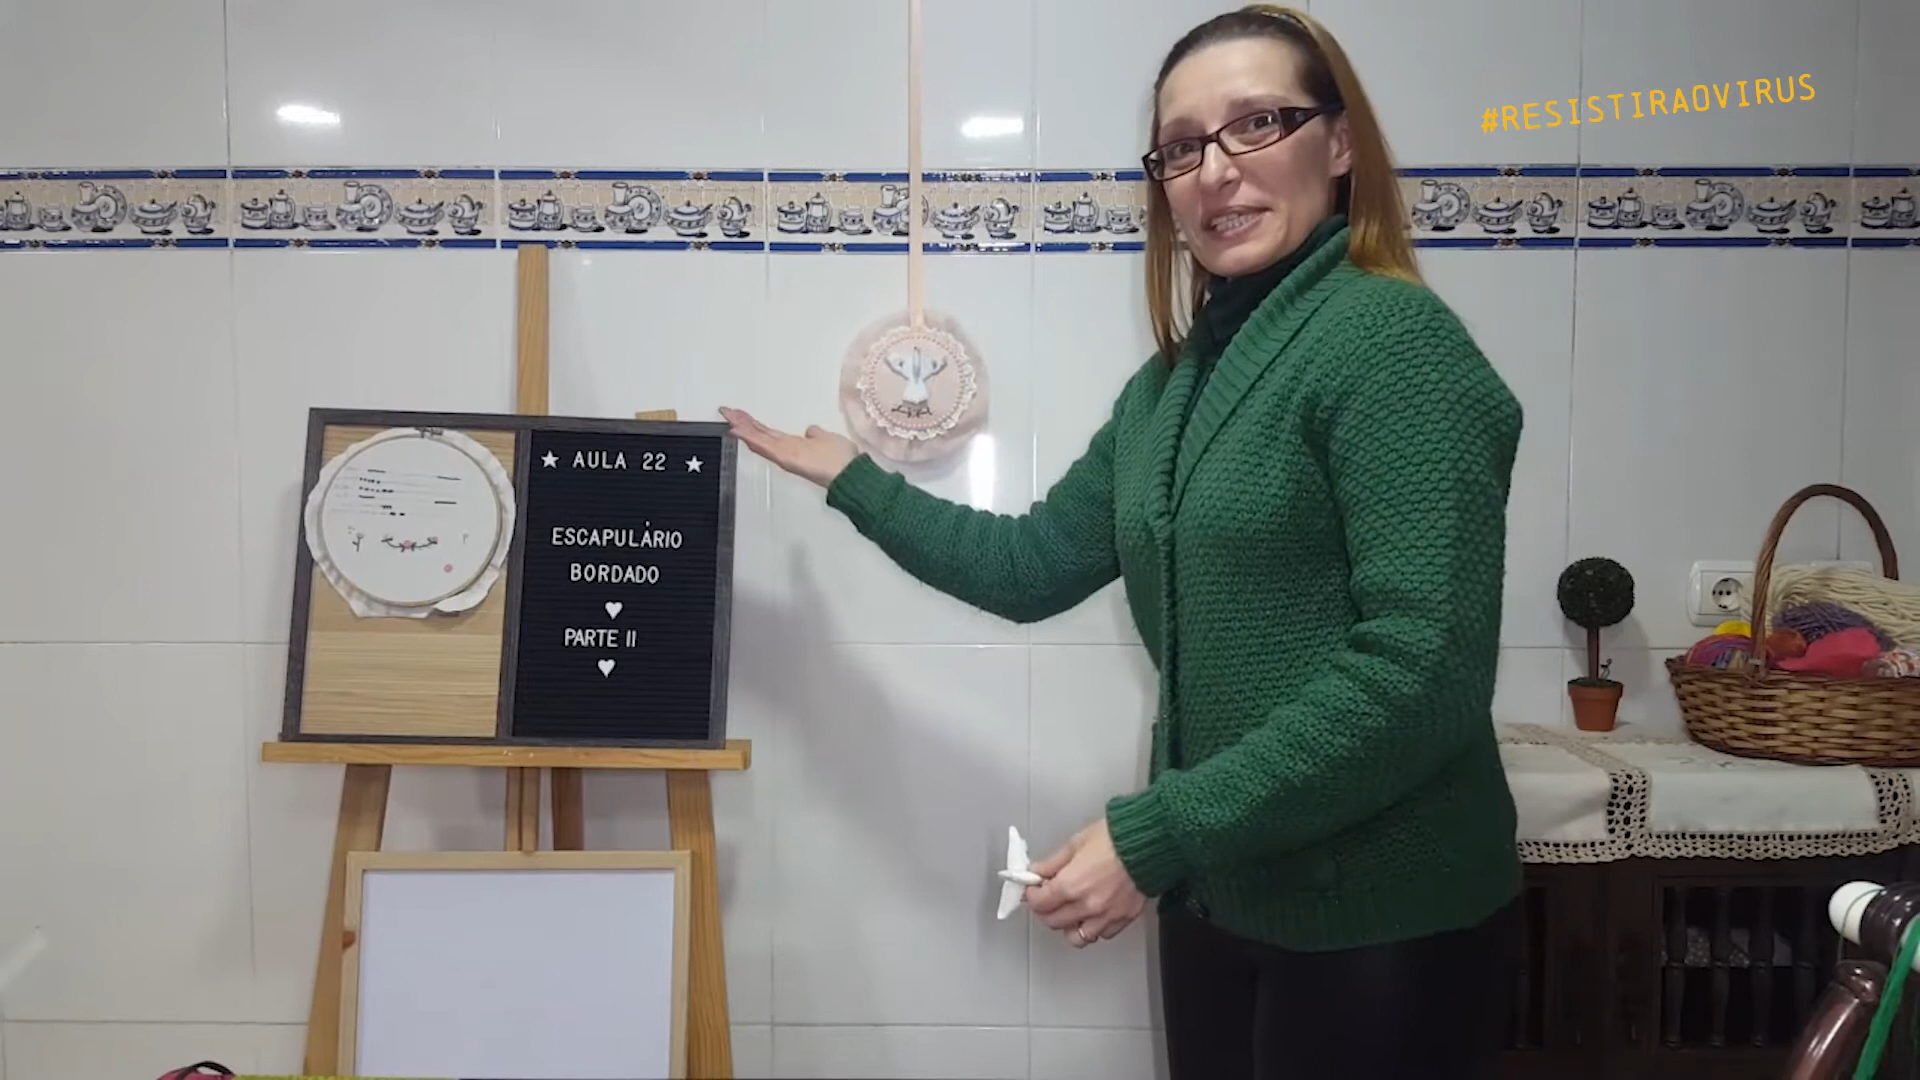 #RESISTIRAOVIRUS
★ AULA 22 ★
ESCAPULÁRIO
BORDADO
♥
PARTE II
♥